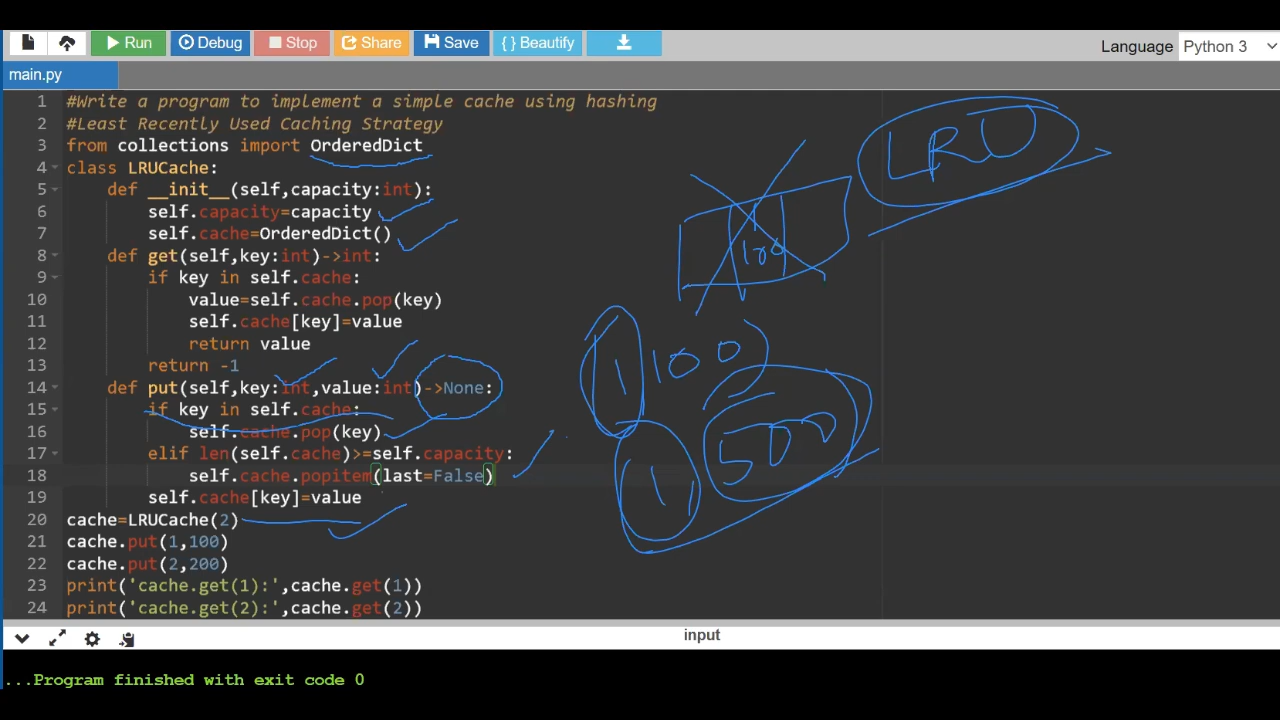 Run Debug Stop Share Save { } Beautify
Language Python 3
main.py
1 #Write a program to implement a simple cache using hashing
2 #Least Recently Used Caching Strategy
3 from collections import OrderedDict
4 class LRUCache:
5 def __init__(self,capacity:int):
6 self.capacity=capacity
7 self.cache=OrderedDict()
8 def get(self,key:int)->int:
9 if key in self.cache:
10 value=self.cache.pop(key)
11 self.cache[key]=value
12 return value
13 return -1
14 def put(self,key:int,value:int)->None:
15 if key in self.cache:
16 self.cache.pop(key)
17 elif len(self.cache)>=self.capacity:
18 self.cache.popitem(last=False)
19 self.cache[key]=value
20 cache=LRUCache(2)
21 cache.put(1,100)
22 cache.put(2,200)
23 print('cache.get(1):',cache.get(1))
24 print('cache.get(2):',cache.get(2))
LRU
100
1 100
1, 500
input
...Program finished with exit code 0